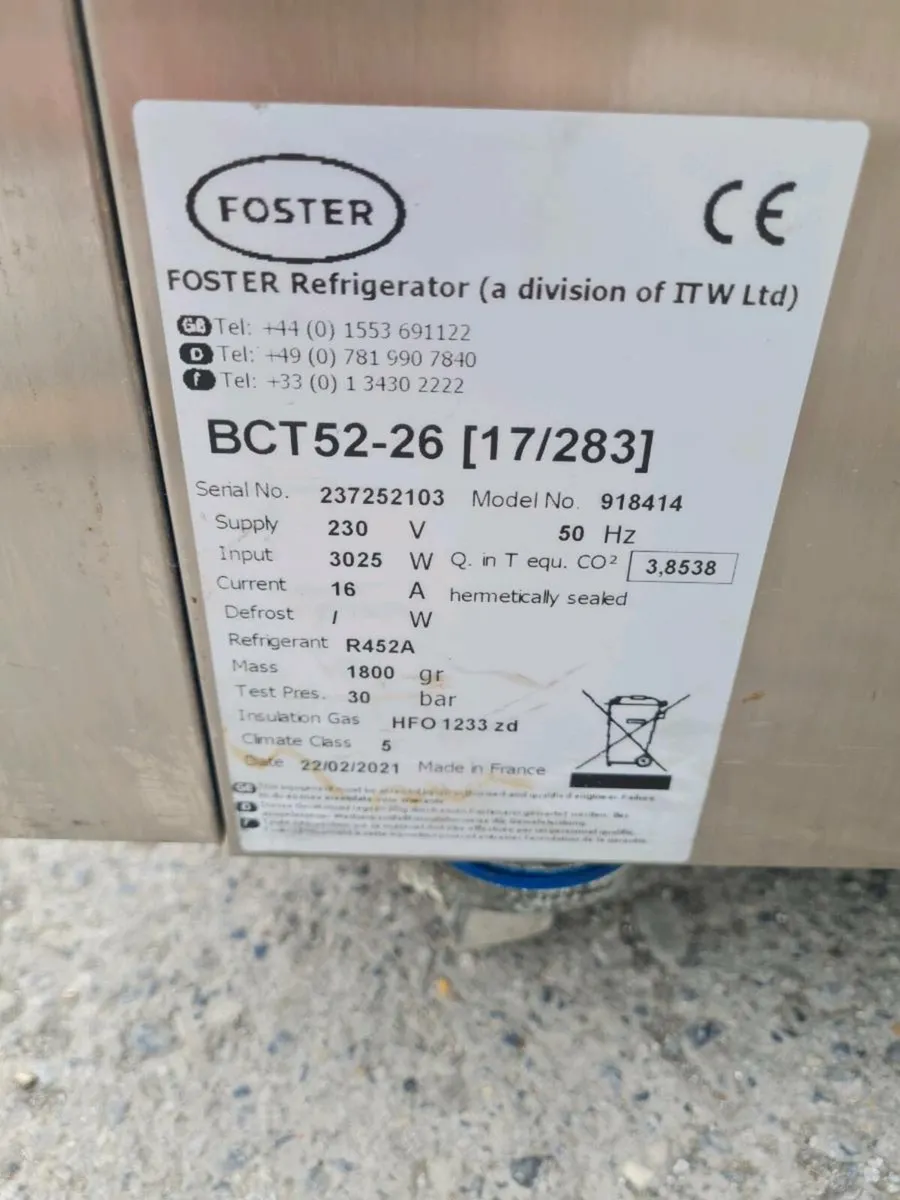 FOSTER
CE
FOSTER Refrigerator (a division of ITW Ltd)
GB Tel: +44 (0) 1553 691122
D Tel: +49 (0) 781 990 7840
f Tel: +33 (0) 1 3430 2222
BCT52-26 [17/283]
Serial No. 237252103 Model No. 918414
Supply 230 V 50 Hz
Input 3025 W Q. in T equ. CO² 3,8538
Current 16 A hermetically sealed
Defrost / W
Refrigerant R452A
Mass 1800 gr
Test Pres. 30 bar
Insulation Gas HFO 1233 zd
Climate Class 5
Date 22/02/2021 Made in France